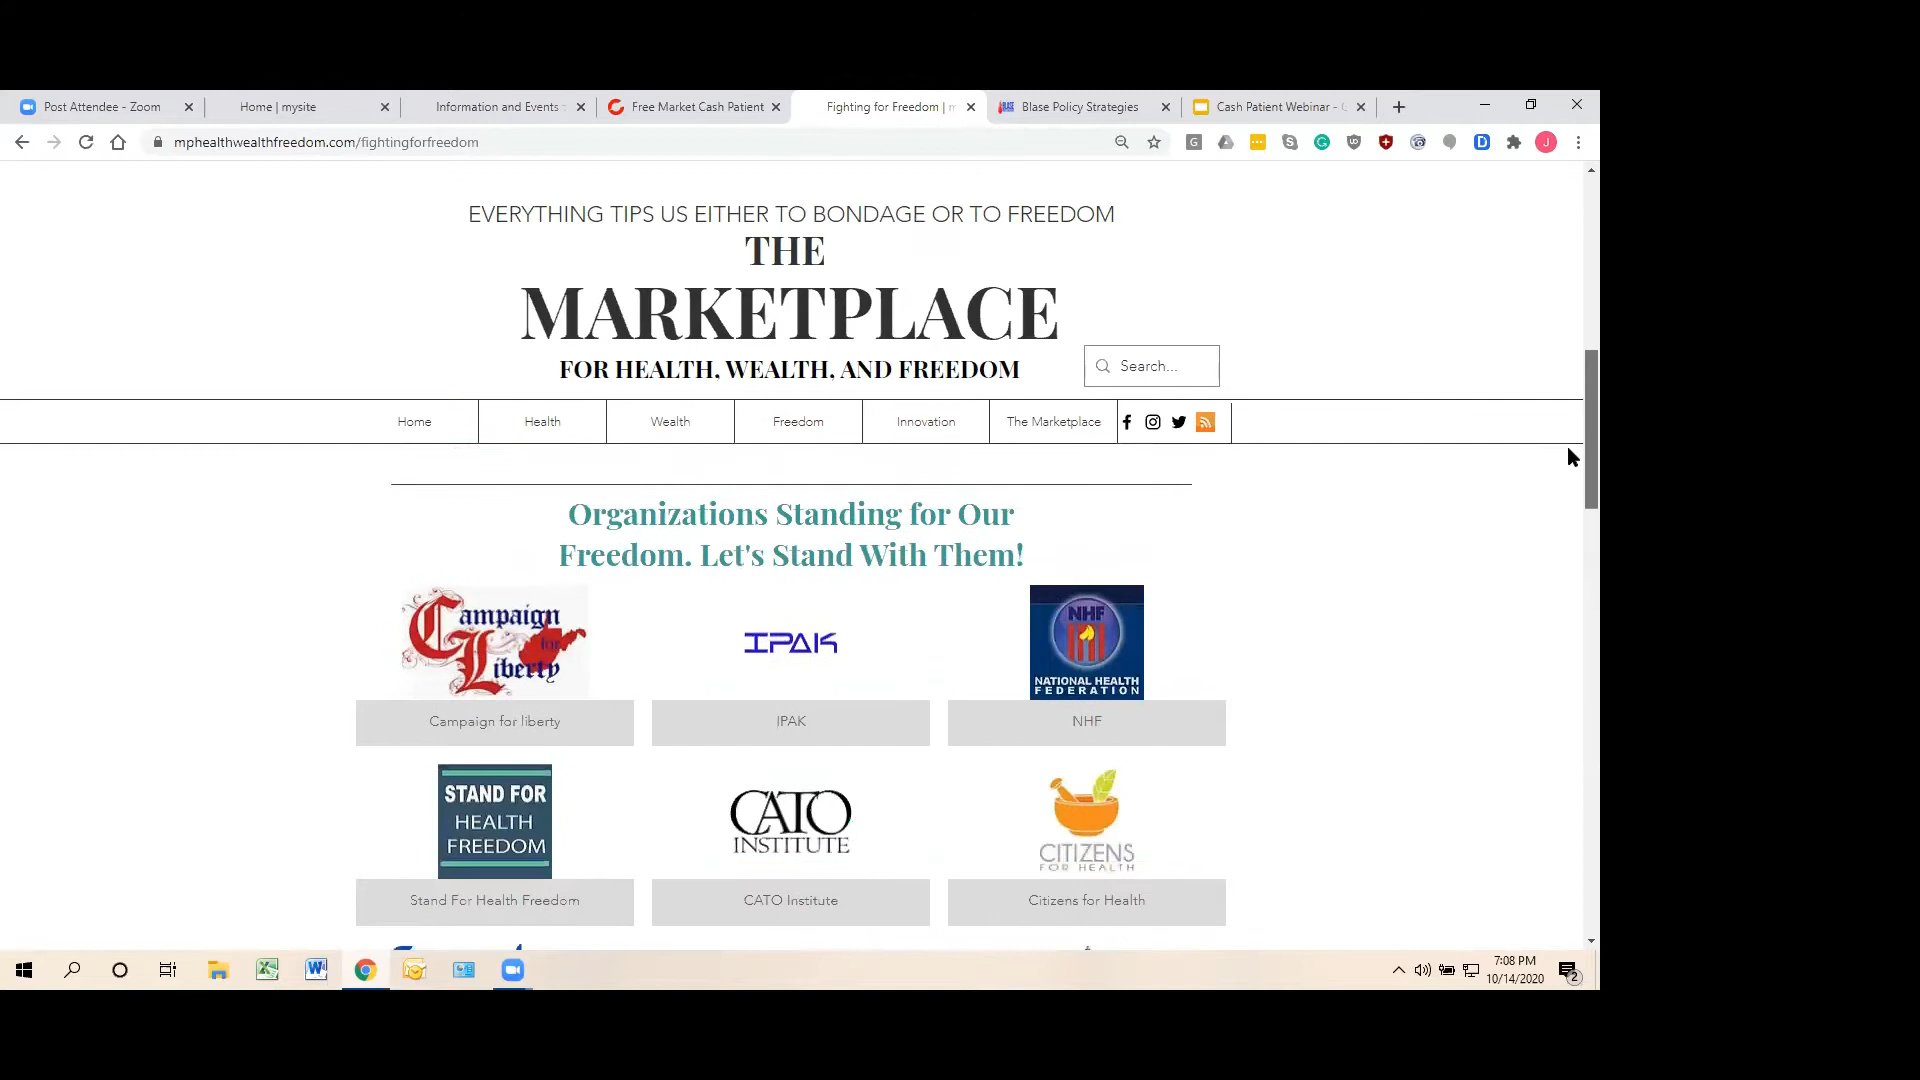 Post Attendee - Zoom
Home | mysite
Information and Events
Free Market Cash Patient
Fighting for Freedom | m
Blase Policy Strategies
Cash Patient Webinar - G
mphealthwealthfreedom.com/fightingforfreedom
EVERYTHING TIPS US EITHER TO BONDAGE OR TO FREEDOM
THE
MARKETPLACE
FOR HEALTH, WEALTH, AND FREEDOM
Search...
Home
Health
Wealth
Freedom
Innovation
The Marketplace
Organizations Standing for Our
Freedom. Let's Stand With Them!
Campaign
for
Liberty
IPAK
NHF
NATIONAL HEALTH
FEDERATION
Campaign for liberty
IPAK
NHF
STAND FOR
HEALTH
FREEDOM
CATO
INSTITUTE
CITIZENS
FOR HEALTH
Stand For Health Freedom
CATO Institute
Citizens for Health
7:08 PM
10/14/2020
2